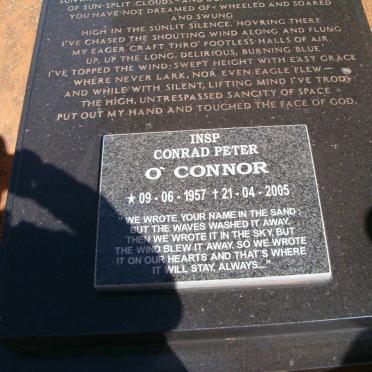 OF SUN-SPLIT CLOUDS - AND
YOU HAVE NOT DREAMED OF - WHEELED AND SOARED
AND SWUNG
HIGH IN THE SUNLIT SILENCE. HOVRING THERE
I'VE CHASED THE SHOUTING WIND ALONG AND FLUNG
MY EAGER CRAFT THRO' FOOTLESS HALLS OF AIR.
UP, UP THE LONG, DELIRIOUS, BURNING BLUE
I'VE TOPPED THE WIND-SWEPT HEIGHT WITH EASY GRACE
WHERE NEVER LARK, NOR EVEN EAGLE FLEW —
AND WHILE WITH SILENT, LIFTING MIND I'VE TROD
THE HIGH, UNTRESPASSED SANCITY OF SPACE
PUT OUT MY HAND AND TOUCHED THE FACE OF GOD.
INSP
CONRAD PETER
O' CONNOR
★ 09 - 06 - 1957 ✝ 21 - 04 - 2005
"WE WROTE YOUR NAME IN THE SAND,
BUT THE WAVES WASHED IT AWAY.
THEN WE WROTE IT IN THE SKY, BUT
THE WIND BLEW IT AWAY. SO WE WROTE
IT ON OUR HEARTS AND THAT'S WHERE
IT WILL STAY, ALWAYS...."